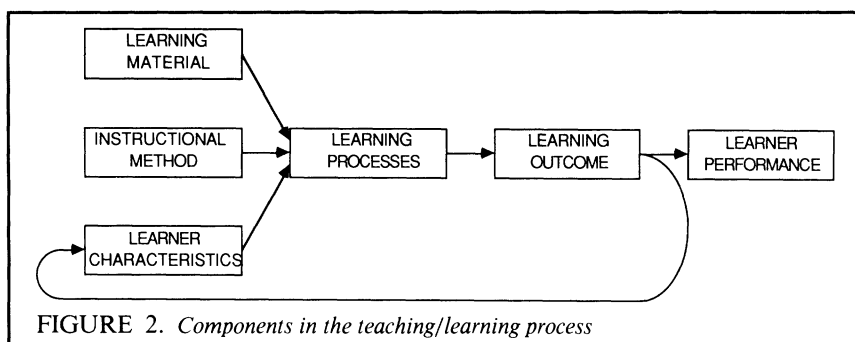 LEARNING
MATERIAL
INSTRUCTIONAL
METHOD
LEARNER
CHARACTERISTICS
LEARNING
PROCESSES
LEARNING
OUTCOME
LEARNER
PERFORMANCE
FIGURE 2. Components in the teaching/learning process